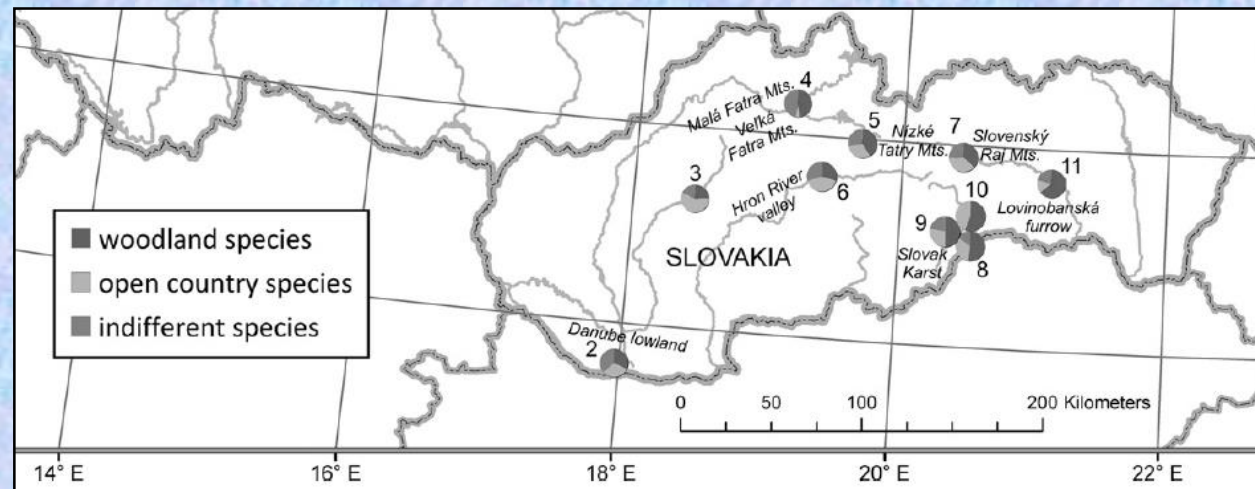 Malá Fatra Mts.
4
Veľká
Fatra Mts.
5
Nízké
Tatry Mts.
7
Slovenský
Raj Mts.
3
Hron River
valley
6
10
11
Lovinobanská
furrow
9
Slovak
Karst
8
SLOVAKIA
woodland species
open country species
indifferent species
Danube lowland
2
0 50 100 200 Kilometers
14° E 16° E 18° E 20° E 22° E